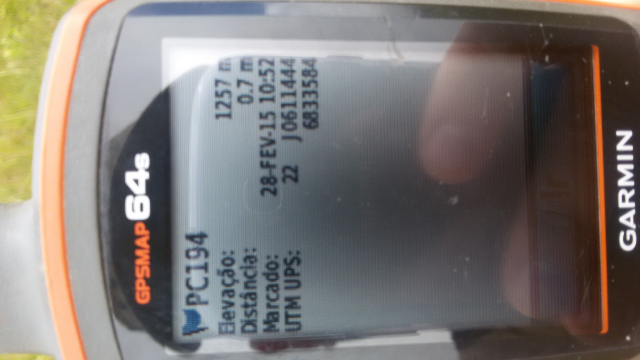 GPSMAP 64s
PC194
Elevação: 1257 m
Distância: 0.7 m
Marcado: 28-FEV-15 10:52
UTM UPS: 22 J 0611444
6833584
GARMIN